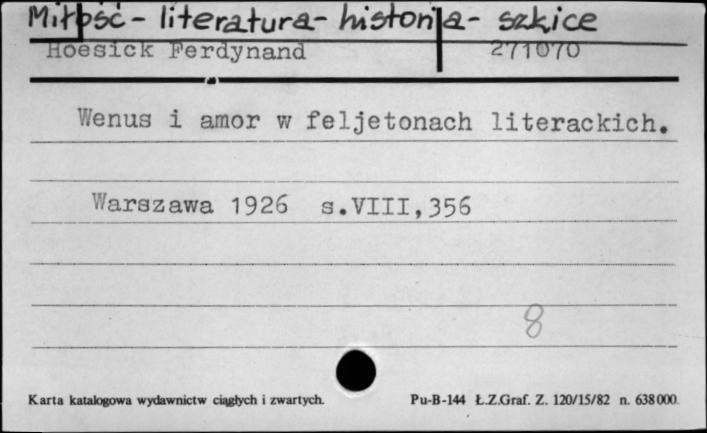 Miłość - literatura - historia - szkice
Hoesick Ferdynand 271070
Wenus i amor w feljetonach literackich.
Warszawa 1926 s.VIII,356
8
Karta katalogowa wydawnictw ciągłych i zwartych. Pu-B-144 Ł.Z.Graf. Z. 120/15/82 n. 638000.